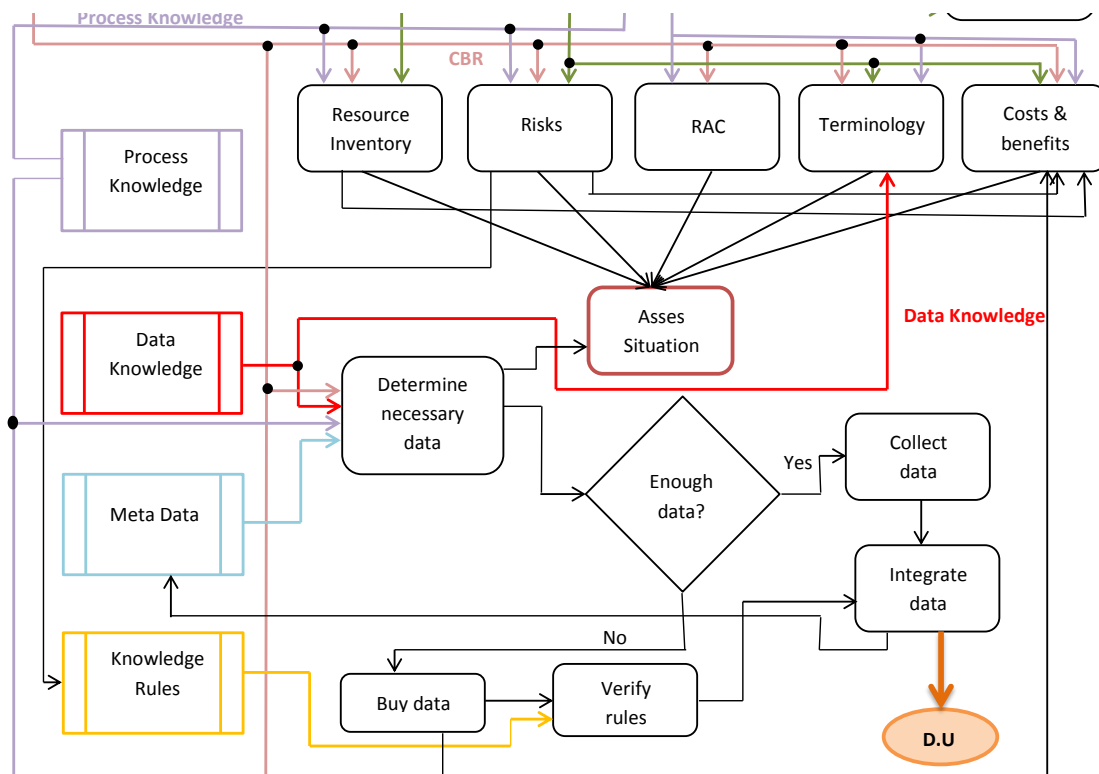 Process Knowledge
CBR
Resource
Inventory
Risks
RAC
Terminology
Costs &
benefits
Process
Knowledge
Data
Knowledge
Asses
Situation
Data Knowledge
Determine
necessary
data
Meta Data
Enough
data?
Yes
Collect
data
Integrate
data
No
Knowledge
Rules
Buy data
Verify
rules
D.U